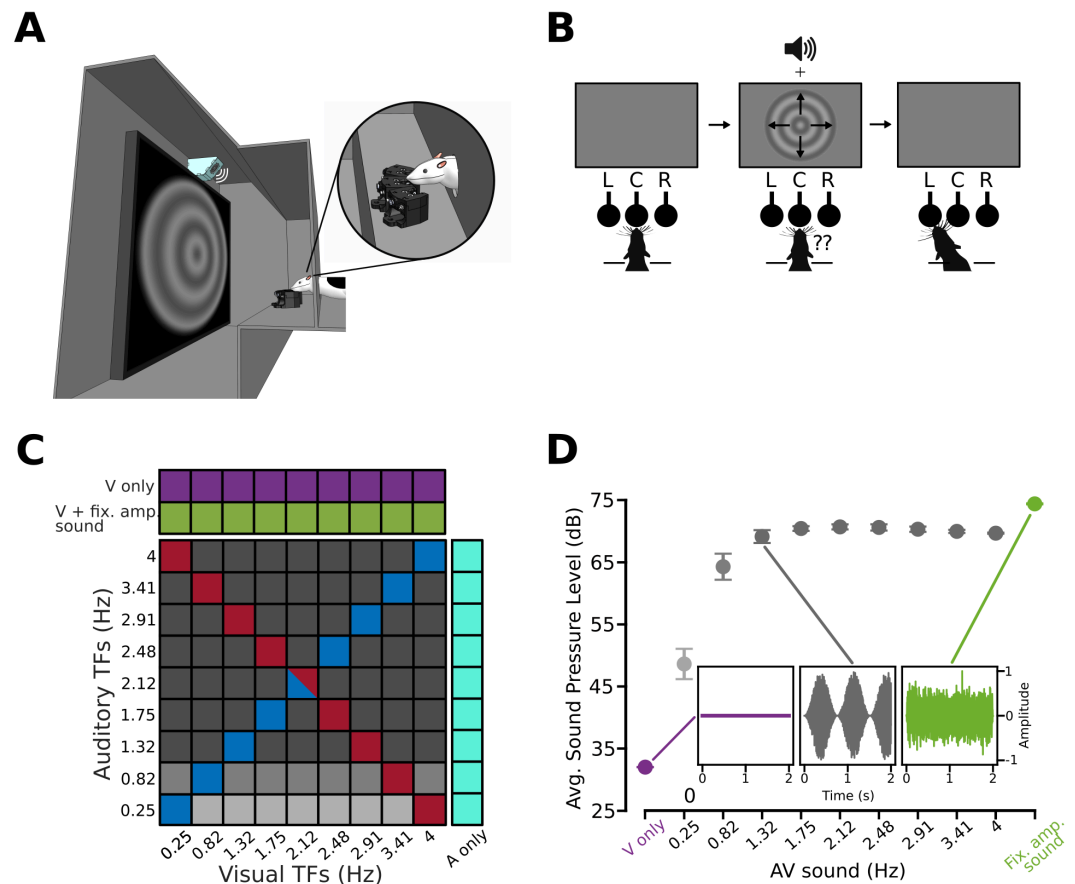 A
B
+
L C R
L C R
L C R
??
C
V only
V + fix. amp.
sound
4
3.41
2.91
2.48
2.12
1.75
1.32
0.82
0.25
Auditory TFs (Hz)
0.25
0.82
1.32
1.75
2.12
2.48
2.91
3.41
4
A only
Visual TFs (Hz)
D
75
65
55
45
35
25
Avg. Sound Pressure Level (dB)
1
0
-1
Amplitude
0 1 2
0 1 2
0 1 2
Time (s)
0
V only
0.25
0.82
1.32
1.75
2.12
2.48
2.91
3.41
4
Fix. amp.
sound
AV sound (Hz)